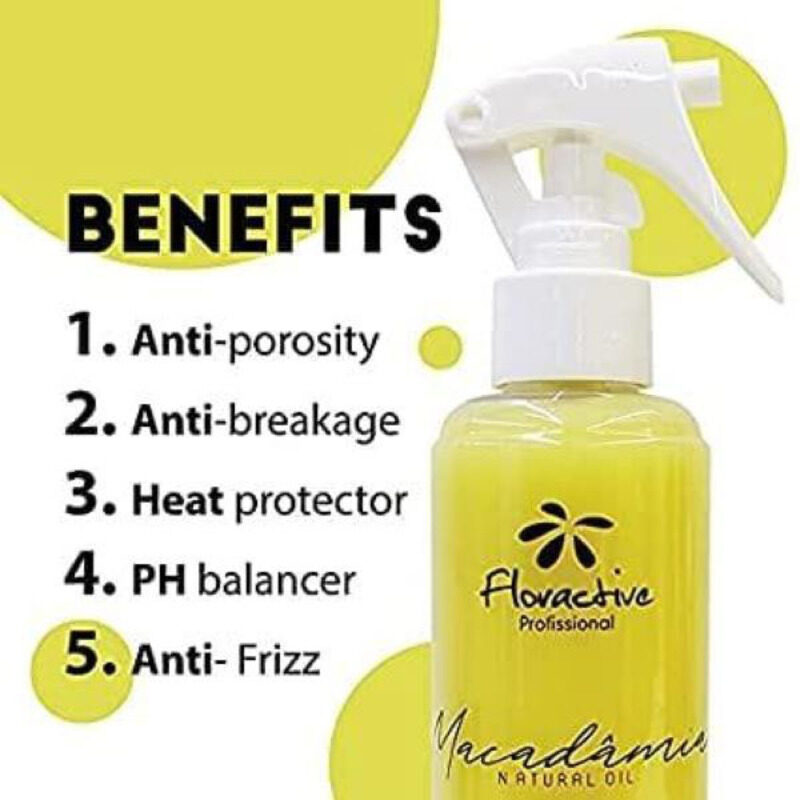 BENEFITS
1. Anti-porosity
2. Anti-breakage
3. Heat protector
4. PH balancer
5. Anti- Frizz
Floractive
Profissional
Macadâmia
NATURAL OIL